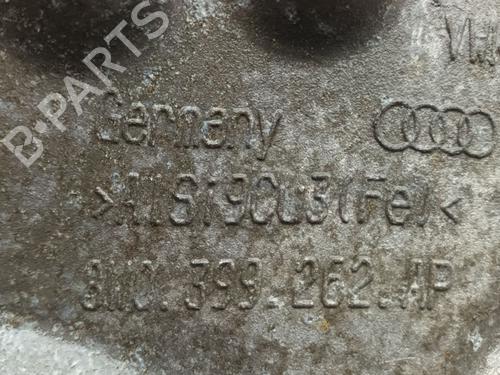 B-PARTS
Germany
>AlSi9Cu3(Fe)<
8W0.399.262.AP